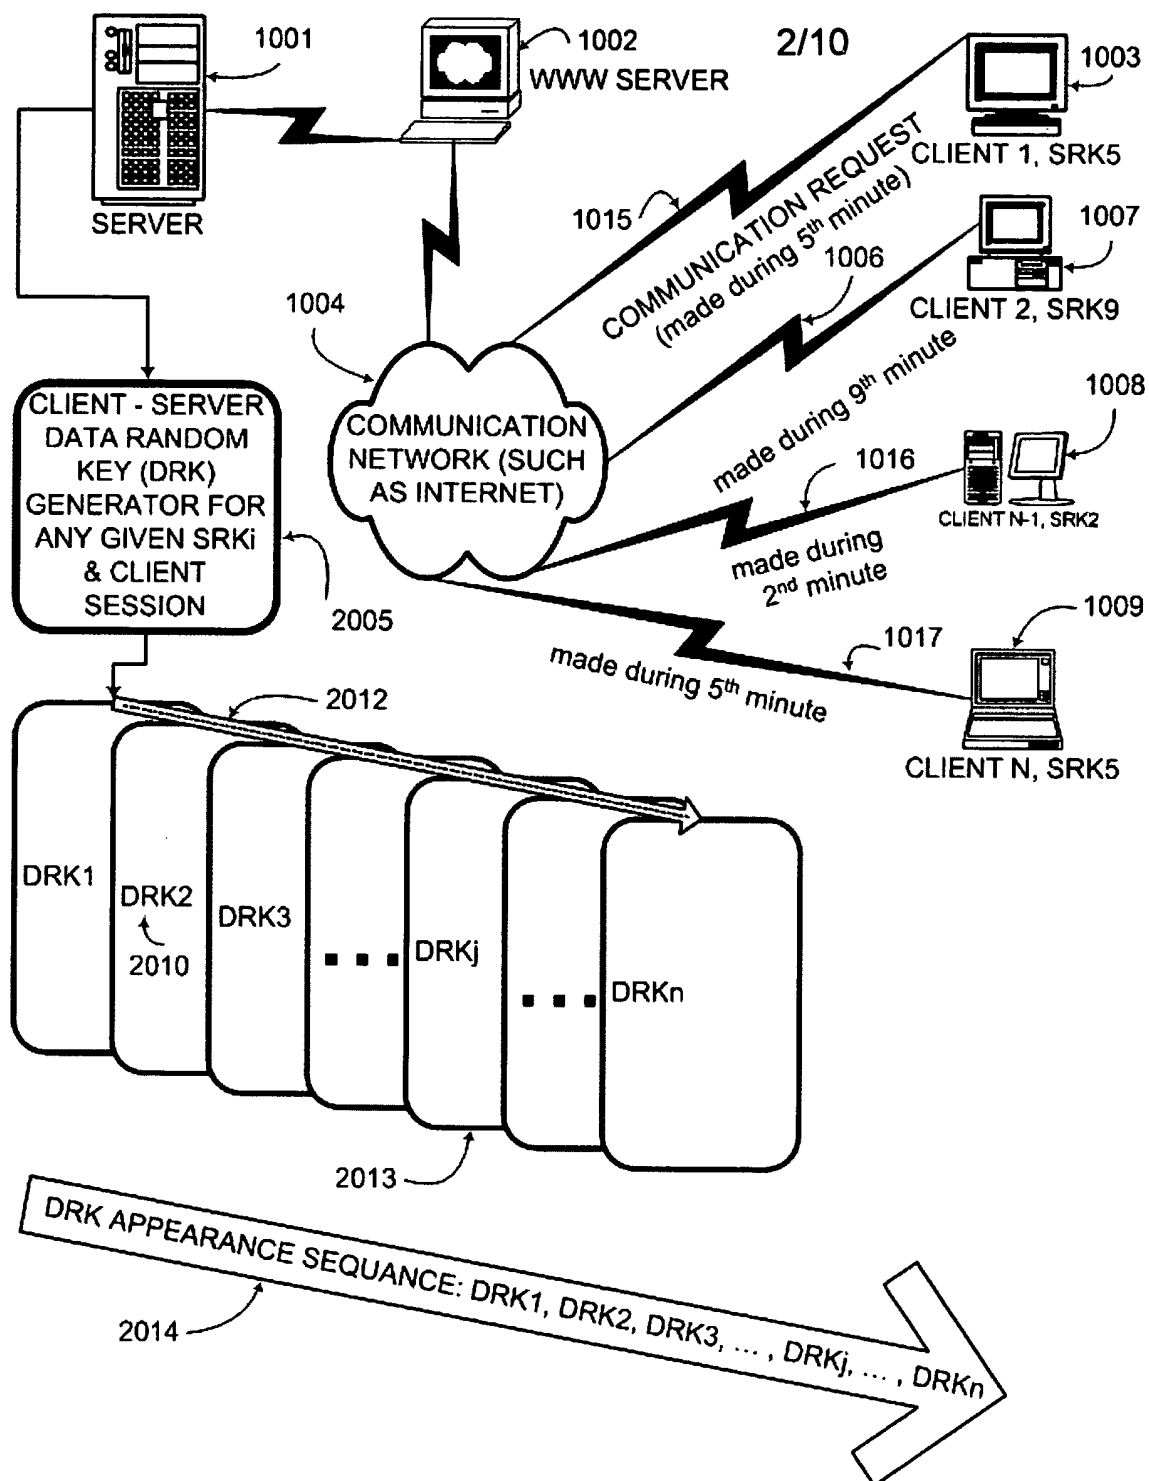 2/10
1001
SERVER
1002
WWW SERVER
1003
CLIENT 1, SRK5
1015
COMMUNICATION REQUEST
(made during 5th minute)
1006
1007
CLIENT 2, SRK9
made during 9th minute
1004
COMMUNICATION
NETWORK (SUCH
AS INTERNET)
1008
CLIENT N-1, SRK2
1016
made during
2nd minute
1009
CLIENT N, SRK5
1017
made during 5th minute
CLIENT - SERVER
DATA RANDOM
KEY (DRK)
GENERATOR FOR
ANY GIVEN SRKi
& CLIENT
SESSION
2005
2012
DRK1
DRK2
2010
DRK3
...
DRKj
...
DRKn
2013
DRK APPEARANCE SEQUANCE: DRK1, DRK2, DRK3, ... , DRKj, ... , DRKn
2014